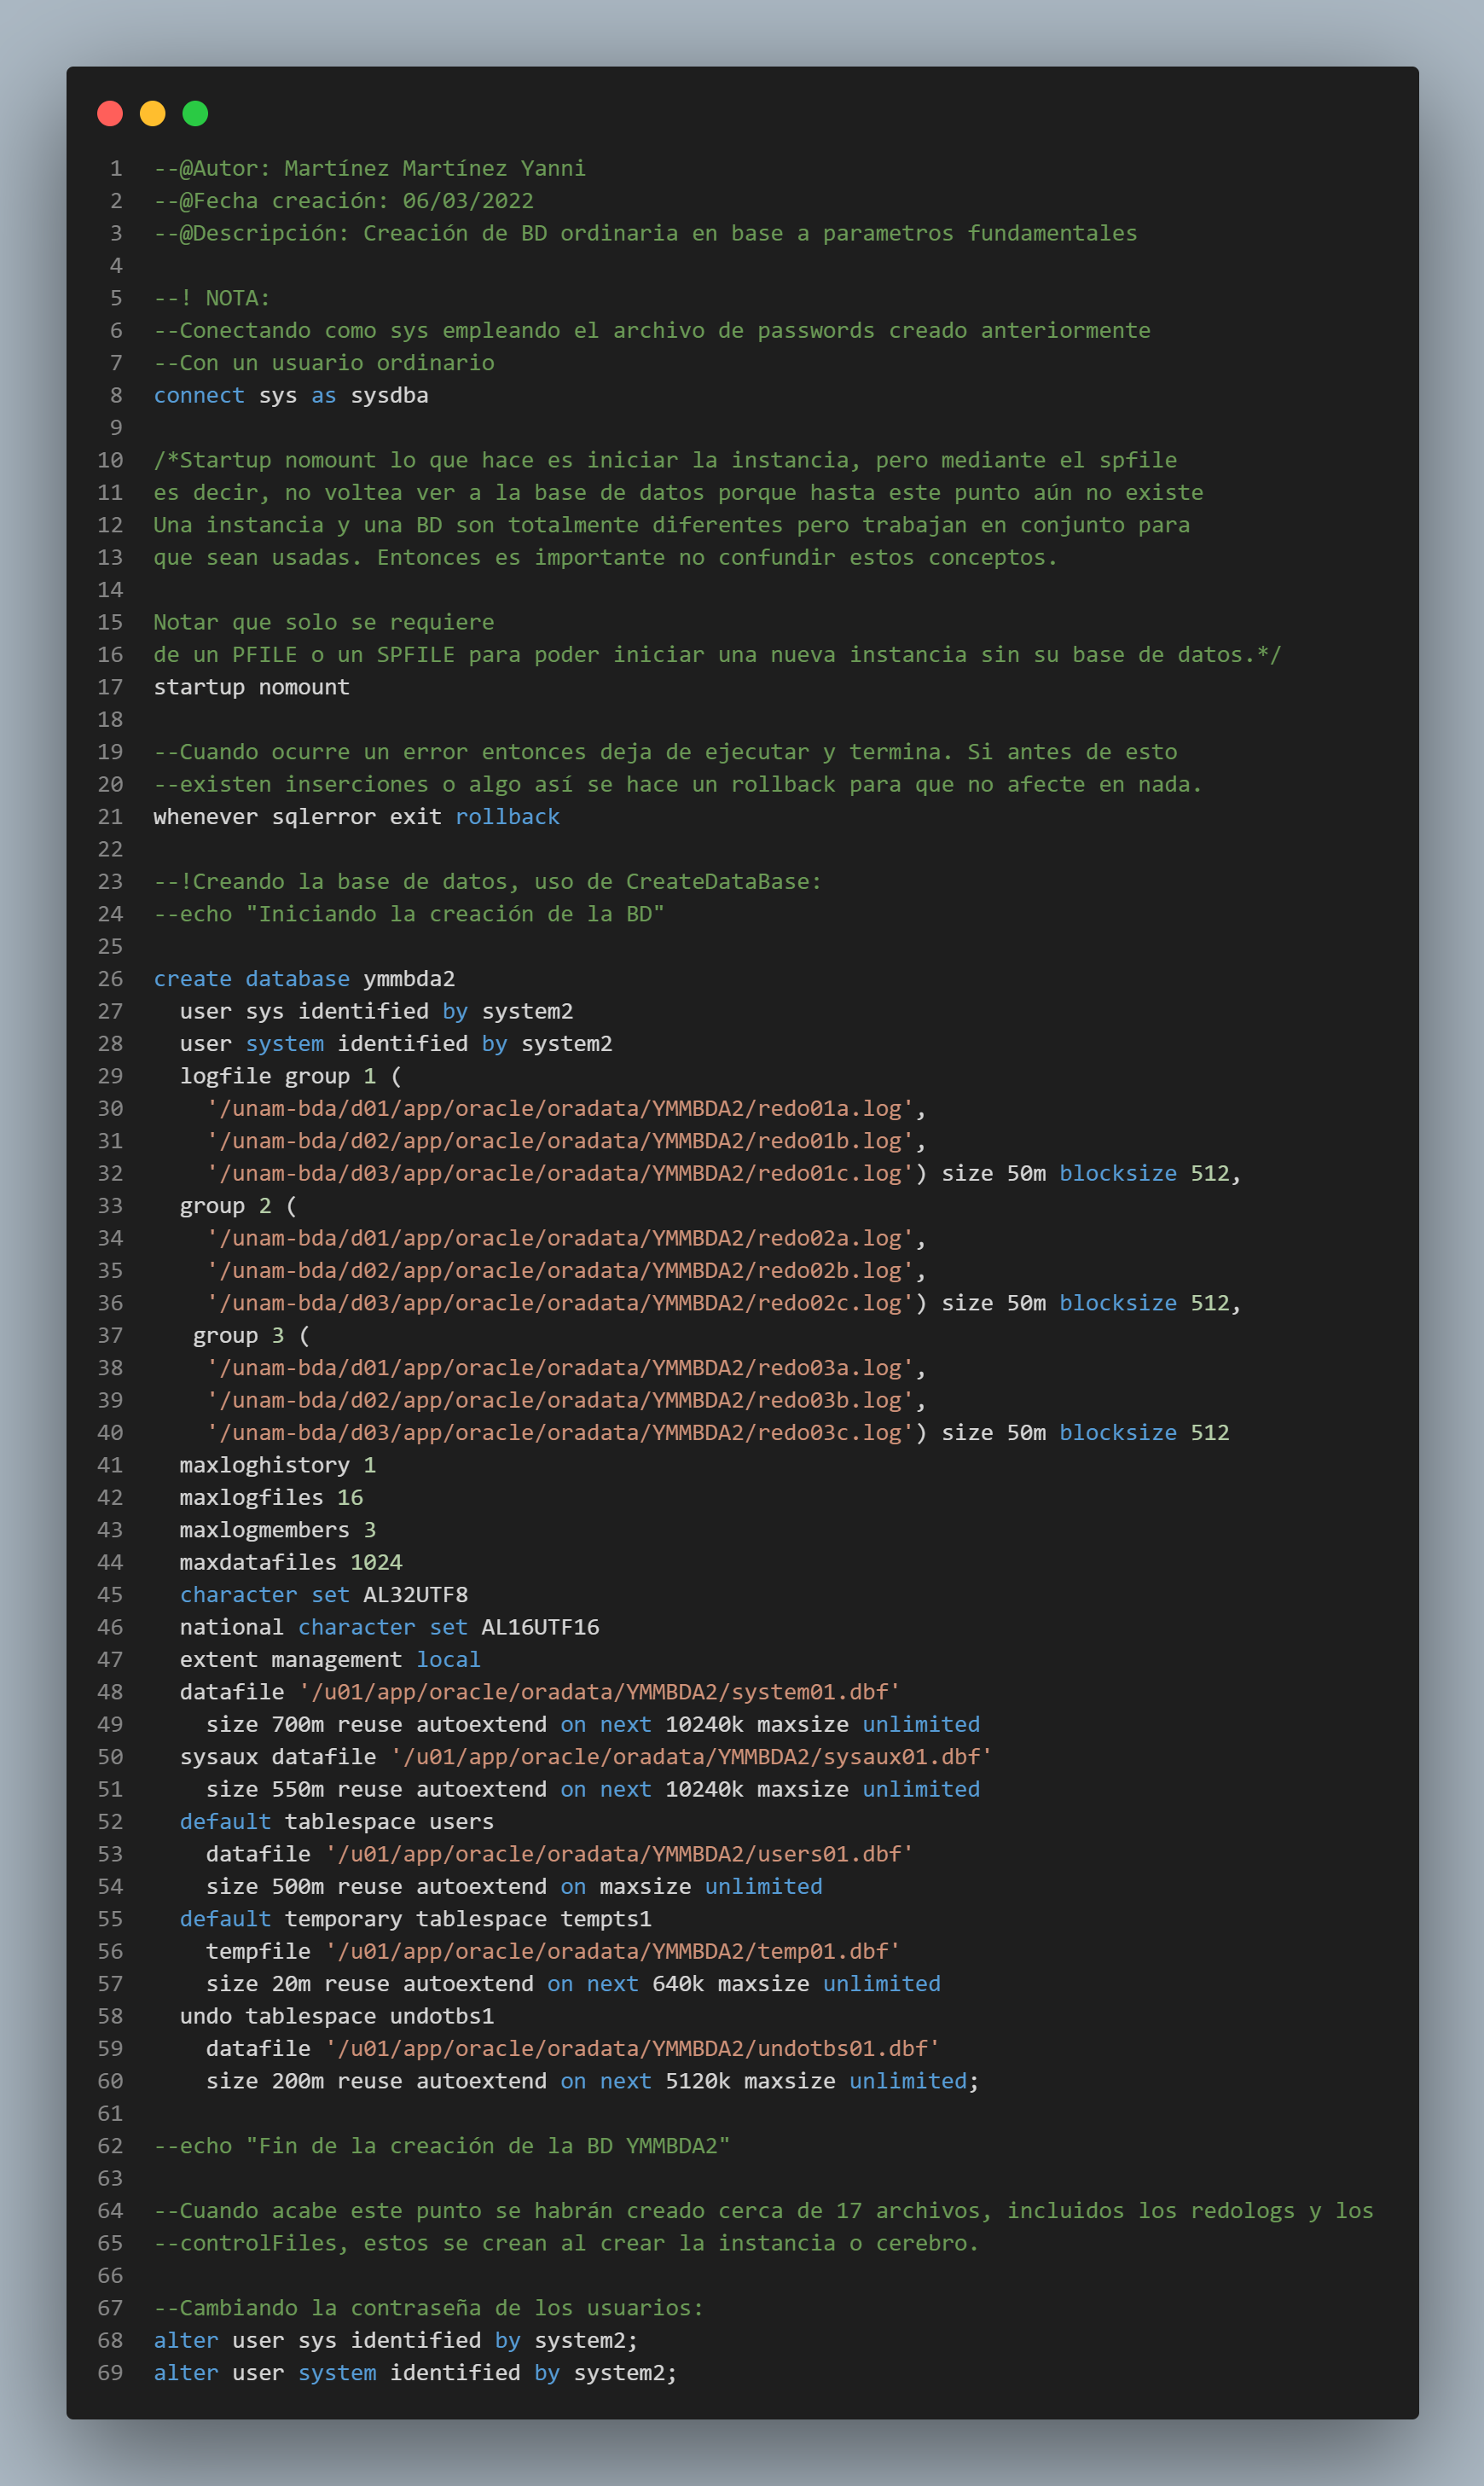 1 --@Autor: Martínez Martínez Yanni
2 --@Fecha creación: 06/03/2022
3 --@Descripción: Creación de BD ordinaria en base a parametros fundamentales
4
5 --! NOTA:
6 --Conectando como sys empleando el archivo de passwords creado anteriormente
7 --Con un usuario ordinario
8 connect sys as sysdba
9
10 /*Startup nomount lo que hace es iniciar la instancia, pero mediante el spfile
11 es decir, no voltea ver a la base de datos porque hasta este punto aún no existe
12 Una instancia y una BD son totalmente diferentes pero trabajan en conjunto para
13 que sean usadas. Entonces es importante no confundir estos conceptos.
14
15 Notar que solo se requiere
16 de un PFILE o un SPFILE para poder iniciar una nueva instancia sin su base de datos.*/
17 startup nomount
18
19 --Cuando ocurre un error entonces deja de ejecutar y termina. Si antes de esto
20 --existen inserciones o algo así se hace un rollback para que no afecte en nada.
21 whenever sqlerror exit rollback
22
23 --!Creando la base de datos, uso de CreateDataBase:
24 --echo "Iniciando la creación de la BD"
25
26 create database ymmbda2
27   user sys identified by system2
28   user system identified by system2
29   logfile group 1 (
30     '/unam-bda/d01/app/oracle/oradata/YMMBDA2/redo01a.log',
31     '/unam-bda/d02/app/oracle/oradata/YMMBDA2/redo01b.log',
32     '/unam-bda/d03/app/oracle/oradata/YMMBDA2/redo01c.log') size 50m blocksize 512,
33   group 2 (
34     '/unam-bda/d01/app/oracle/oradata/YMMBDA2/redo02a.log',
35     '/unam-bda/d02/app/oracle/oradata/YMMBDA2/redo02b.log',
36     '/unam-bda/d03/app/oracle/oradata/YMMBDA2/redo02c.log') size 50m blocksize 512,
37    group 3 (
38     '/unam-bda/d01/app/oracle/oradata/YMMBDA2/redo03a.log',
39     '/unam-bda/d02/app/oracle/oradata/YMMBDA2/redo03b.log',
40     '/unam-bda/d03/app/oracle/oradata/YMMBDA2/redo03c.log') size 50m blocksize 512
41   maxloghistory 1
42   maxlogfiles 16
43   maxlogmembers 3
44   maxdatafiles 1024
45   character set AL32UTF8
46   national character set AL16UTF16
47   extent management local
48   datafile '/u01/app/oracle/oradata/YMMBDA2/system01.dbf'
49     size 700m reuse autoextend on next 10240k maxsize unlimited
50   sysaux datafile '/u01/app/oracle/oradata/YMMBDA2/sysaux01.dbf'
51     size 550m reuse autoextend on next 10240k maxsize unlimited
52   default tablespace users
53     datafile '/u01/app/oracle/oradata/YMMBDA2/users01.dbf'
54     size 500m reuse autoextend on maxsize unlimited
55   default temporary tablespace tempts1
56     tempfile '/u01/app/oracle/oradata/YMMBDA2/temp01.dbf'
57     size 20m reuse autoextend on next 640k maxsize unlimited
58   undo tablespace undotbs1
59     datafile '/u01/app/oracle/oradata/YMMBDA2/undotbs01.dbf'
60     size 200m reuse autoextend on next 5120k maxsize unlimited;
61
62 --echo "Fin de la creación de la BD YMMBDA2"
63
64 --Cuando acabe este punto se habrán creado cerca de 17 archivos, incluidos los redologs y los
65 --controlFiles, estos se crean al crear la instancia o cerebro.
66
67 --Cambiando la contraseña de los usuarios:
68 alter user sys identified by system2;
69 alter user system identified by system2;